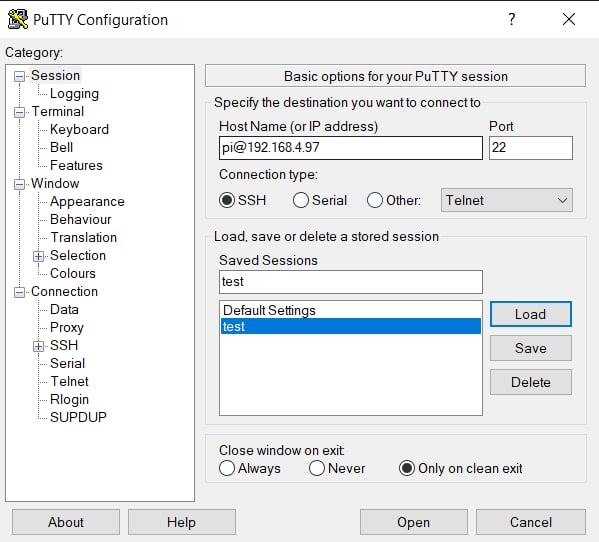 PuTTY Configuration
?
Category:
Session
Logging
Terminal
Keyboard
Bell
Features
Window
Appearance
Behaviour
Translation
Selection
Colours
Connection
Data
Proxy
SSH
Serial
Telnet
Rlogin
SUPDUP
Basic options for your PuTTY session
Specify the destination you want to connect to
Host Name (or IP address) Port
pi@192.168.4.97 22
Connection type:
SSH Serial Other: Telnet
Load, save or delete a stored session
Saved Sessions
test
Default Settings
test
Load
Save
Delete
Close window on exit:
Always Never Only on clean exit
About Help Open Cancel